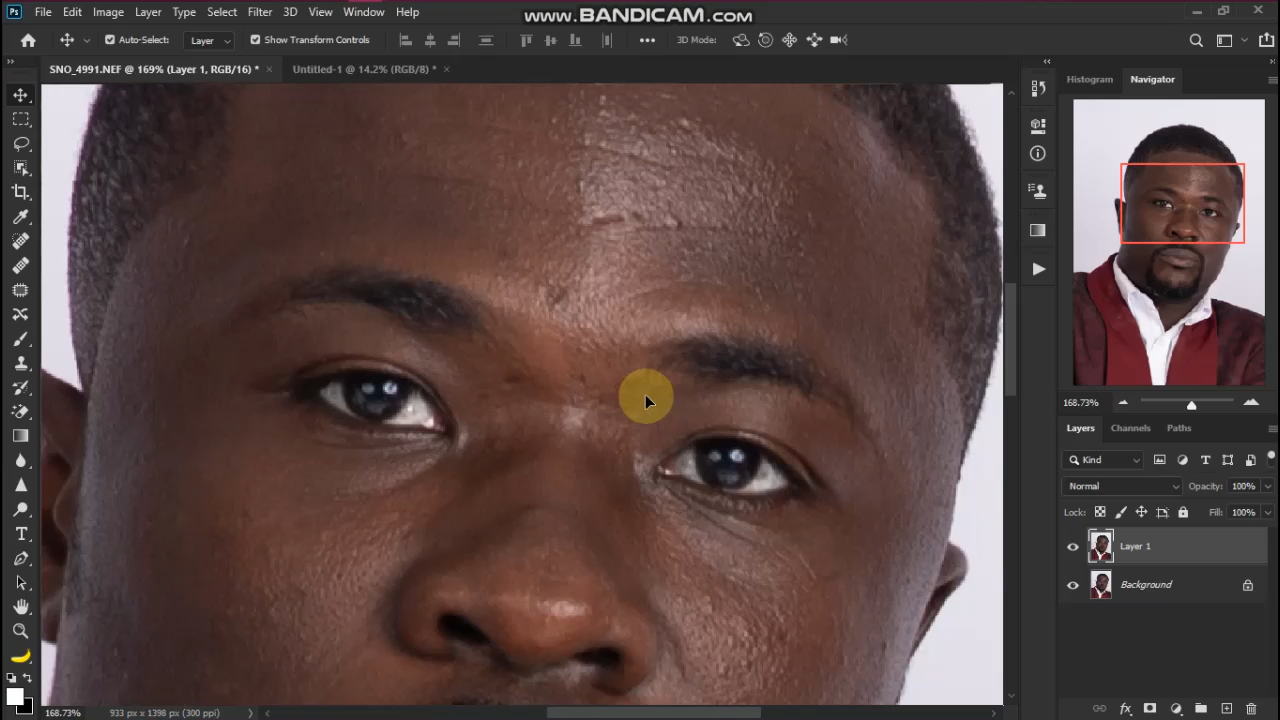 Ps File Edit Image Layer Type Select Filter 3D View Window Help
www.BANDICAM.com
Auto-Select: Layer Show Transform Controls 3D Mode:
SNO_4991.NEF @ 169% (Layer 1, RGB/16) * × Untitled-1 @ 14.2% (RGB/8) * ×
Histogram Navigator
168.73%
Layers Channels Paths
Kind
Normal Opacity: 100%
Lock: Fill: 100%
Layer 1
Background
fx
168.73% 933 px x 1398 px (300 ppi)